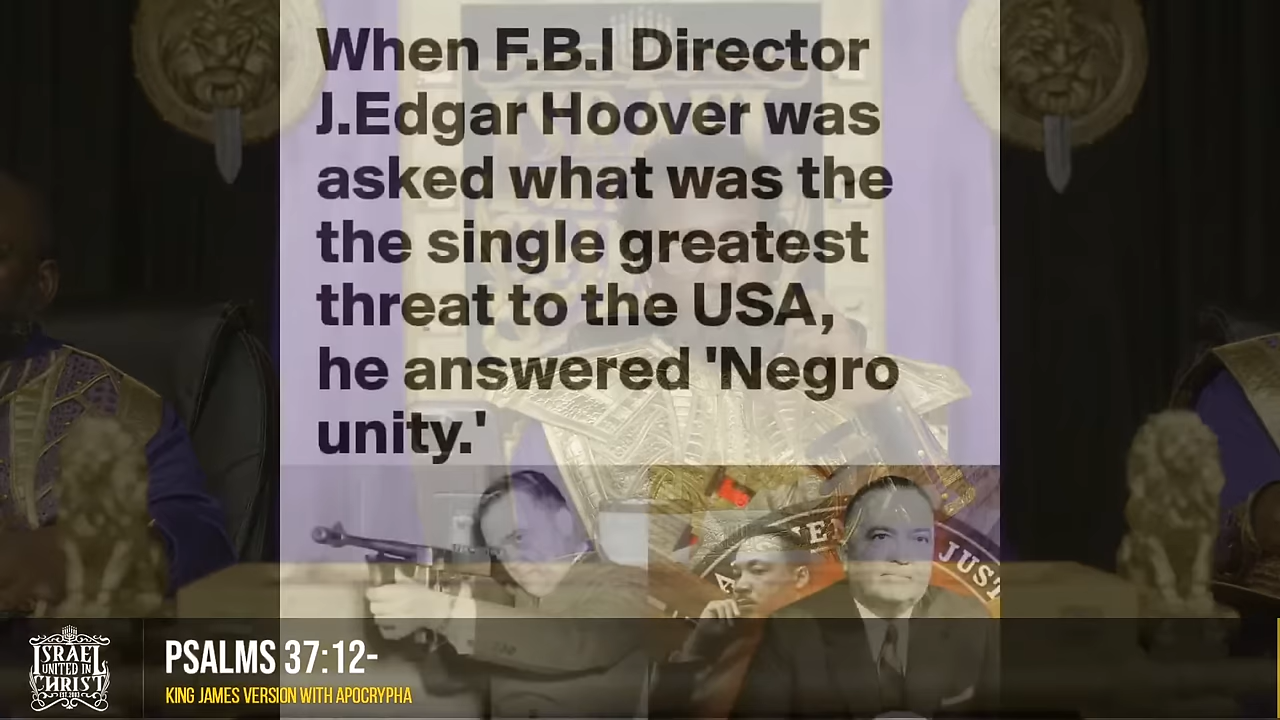 When F.B.I Director
J.Edgar Hoover was
asked what was the
the single greatest
threat to the USA,
he answered 'Negro
unity.'
JUST
ISRAEL
UNITED IN
CHRIST
PSALMS 37:12-
KING JAMES VERSION WITH APOCRYPHA